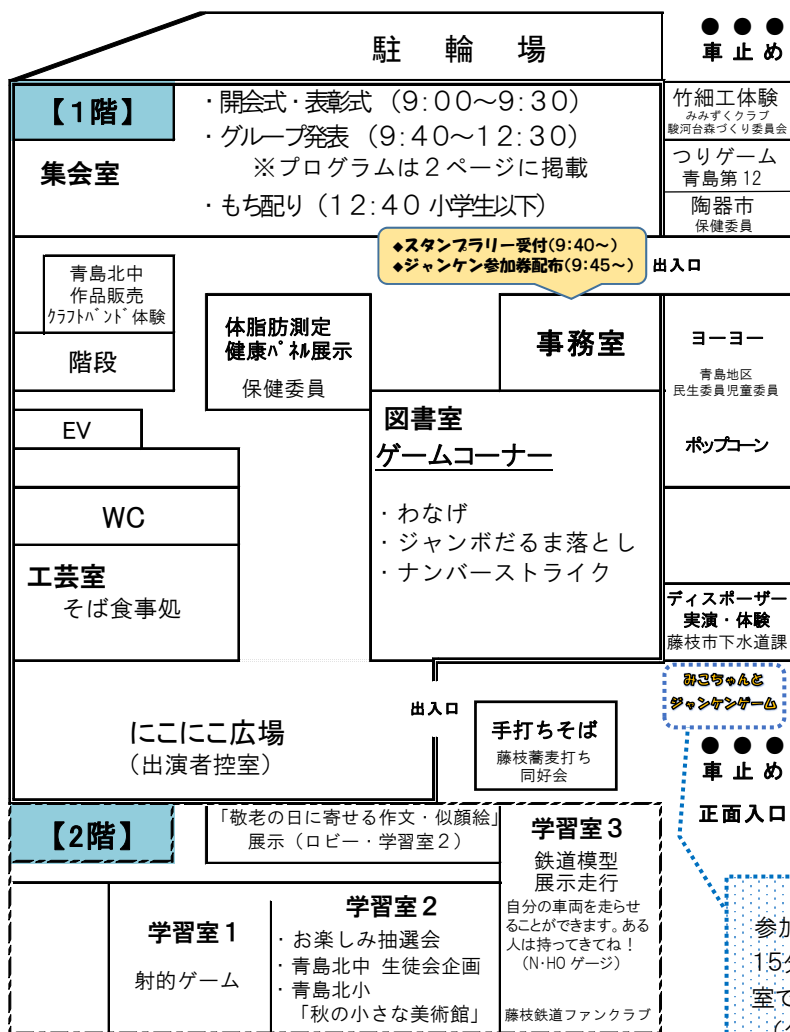 駐輪場
●●●
車止め
【1階】
集会室
・開会式・表彰式（9:00～9:30）
・グループ発表（9:40～12:30）
※プログラムは２ページに掲載
・もち配り（12:40 小学生以下）
竹細工体験
みみずくクラブ
駿河台森づくり委員会
つりゲーム
青島第12
陶器市
保健委員
◆スタンプラリー受付(9:40～)
◆ジャンケン参加券配布(9:45～)
出入口
青島北中
作品販売
クラフトバンド体験
階段
体脂肪測定
健康パネル展示
保健委員
事務室
ヨーヨー
青島地区
民生委員児童委員
ポップコーン
EV
図書室
ゲームコーナー
・わなげ
・ジャンボだるま落とし
・ナンバーストライク
WC
工芸室
そば食事処
ディスポーザー
実演・体験
藤枝市下水道課
みこちゃんと
ジャンケンゲーム
にこにこ広場
（出演者控室）
出入口
手打ちそば
藤枝蕎麦打ち
同好会
●●●
車止め
正面入口
【2階】
「敬老の日に寄せる作文・似顔絵」
展示（ロビー・学習室２）
学習室３
鉄道模型
展示走行
自分の車両を走らせ
ることができます。ある
人は持ってきてね！
（N・HO ゲージ）
藤枝鉄道ファンクラブ
学習室１
射的ゲーム
学習室２
・お楽しみ抽選会
・青島北中 生徒会企画
・青島北小
「秋の小さな美術館」
参加
15分
室で